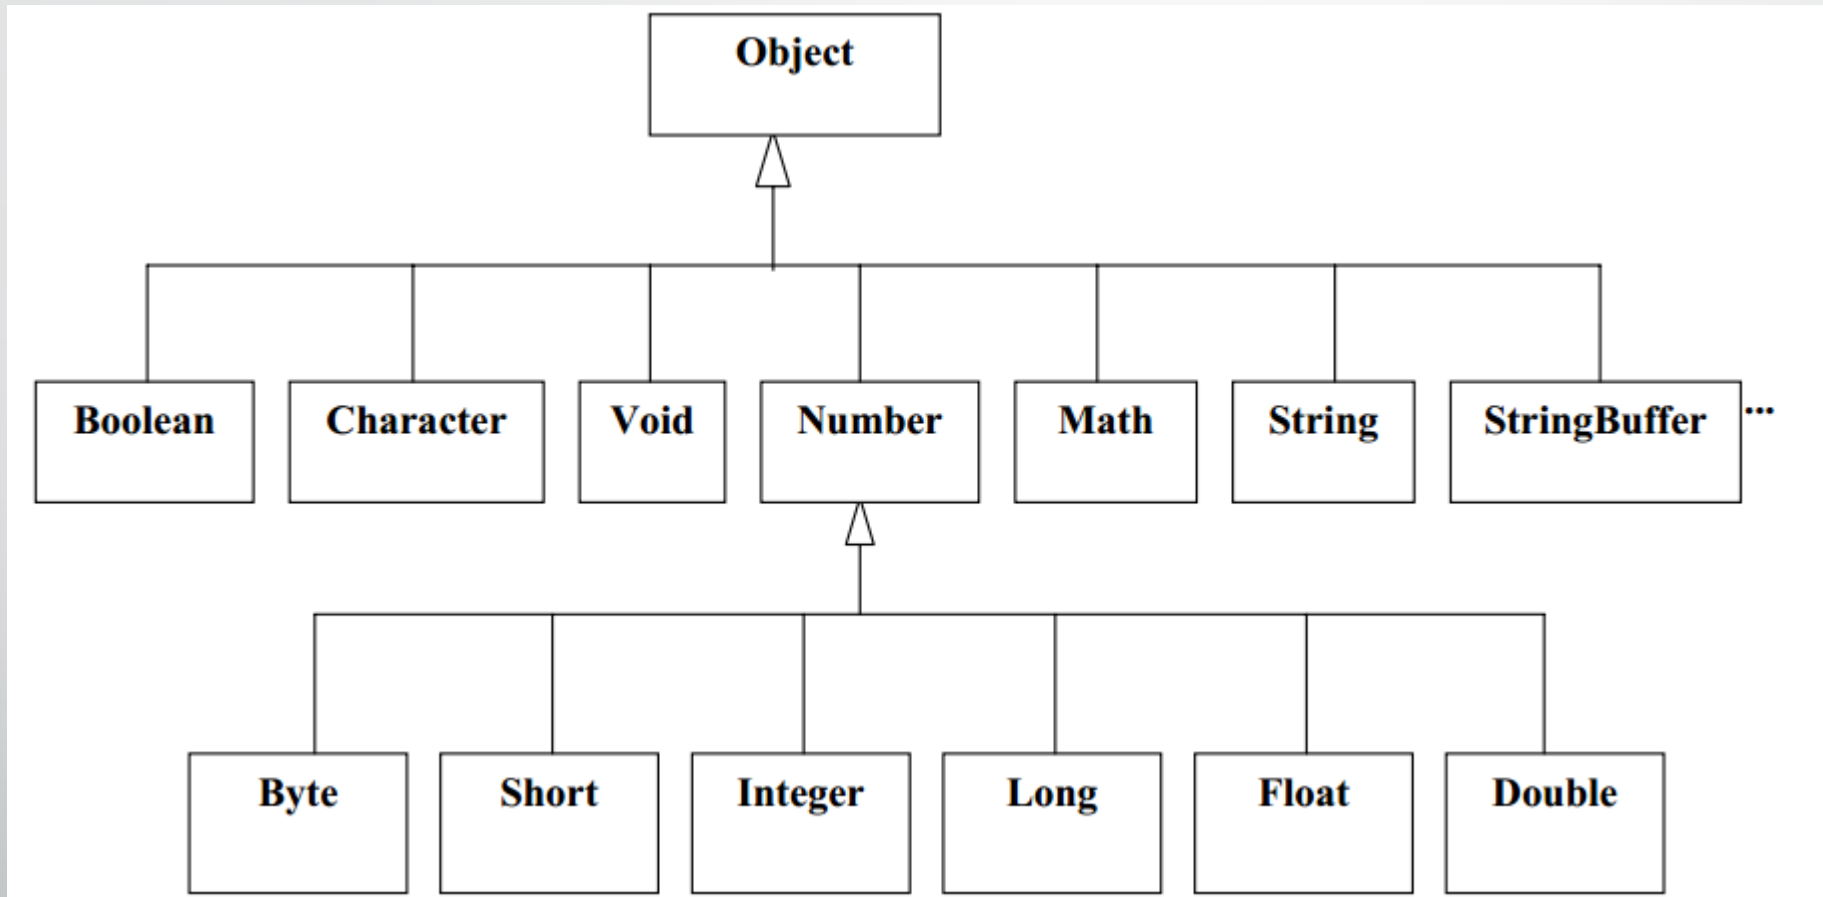 Object
Boolean Character Void Number Math String StringBuffer ...
Byte Short Integer Long Float Double